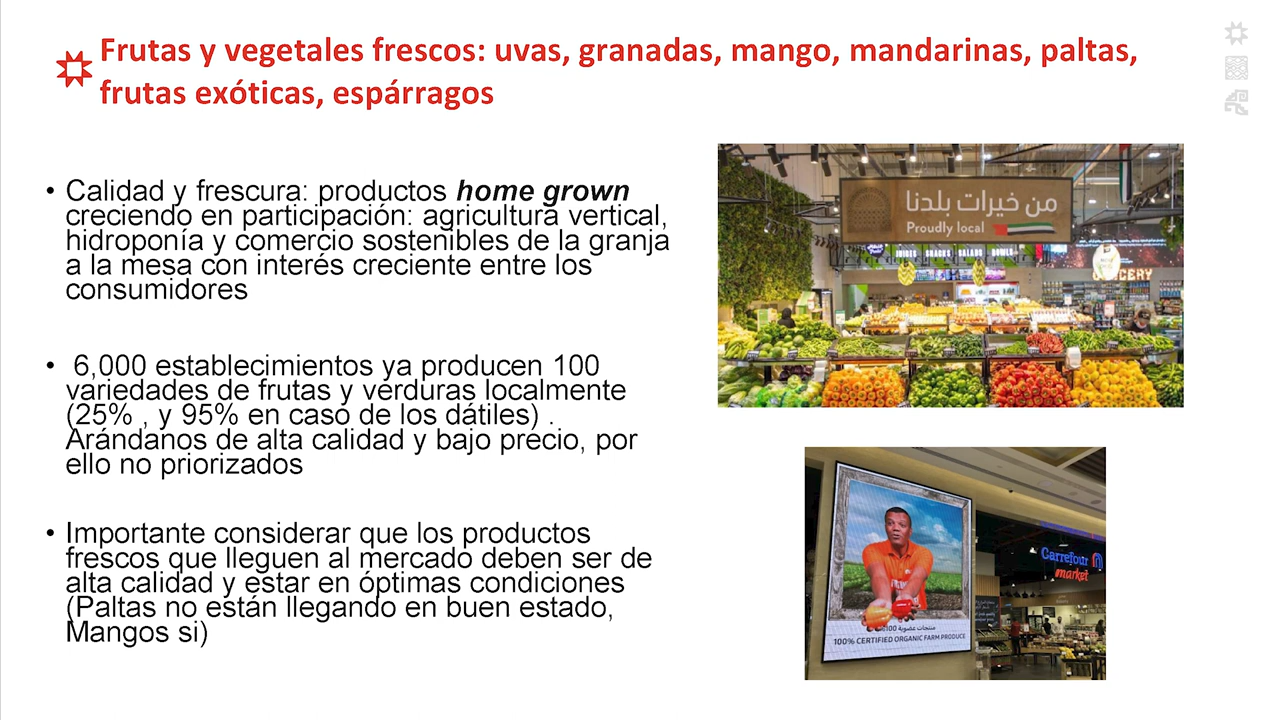 Frutas y vegetales frescos: uvas, granadas, mango, mandarinas, paltas,
frutas exóticas, espárragos
• Calidad y frescura: productos home grown
creciendo en participación: agricultura vertical,
hidroponía y comercio sostenibles de la granja
a la mesa con interés creciente entre los
consumidores
• 6,000 establecimientos ya producen 100
variedades de frutas y verduras localmente
(25% , y 95% en caso de los dátiles) .
Arándanos de alta calidad y bajo precio, por
ello no priorizados
• Importante considerar que los productos
frescos que lleguen al mercado deben ser de
alta calidad y estar en óptimas condiciones
(Paltas no están llegando en buen estado,
Mangos si)
من خيرات بلدنا
Proudly local
JUICES SNACKS SALADS BOWLS
Carrefour
market
منتجات عضوية 100%
100% CERTIFIED ORGANIC FARM PRODUCE